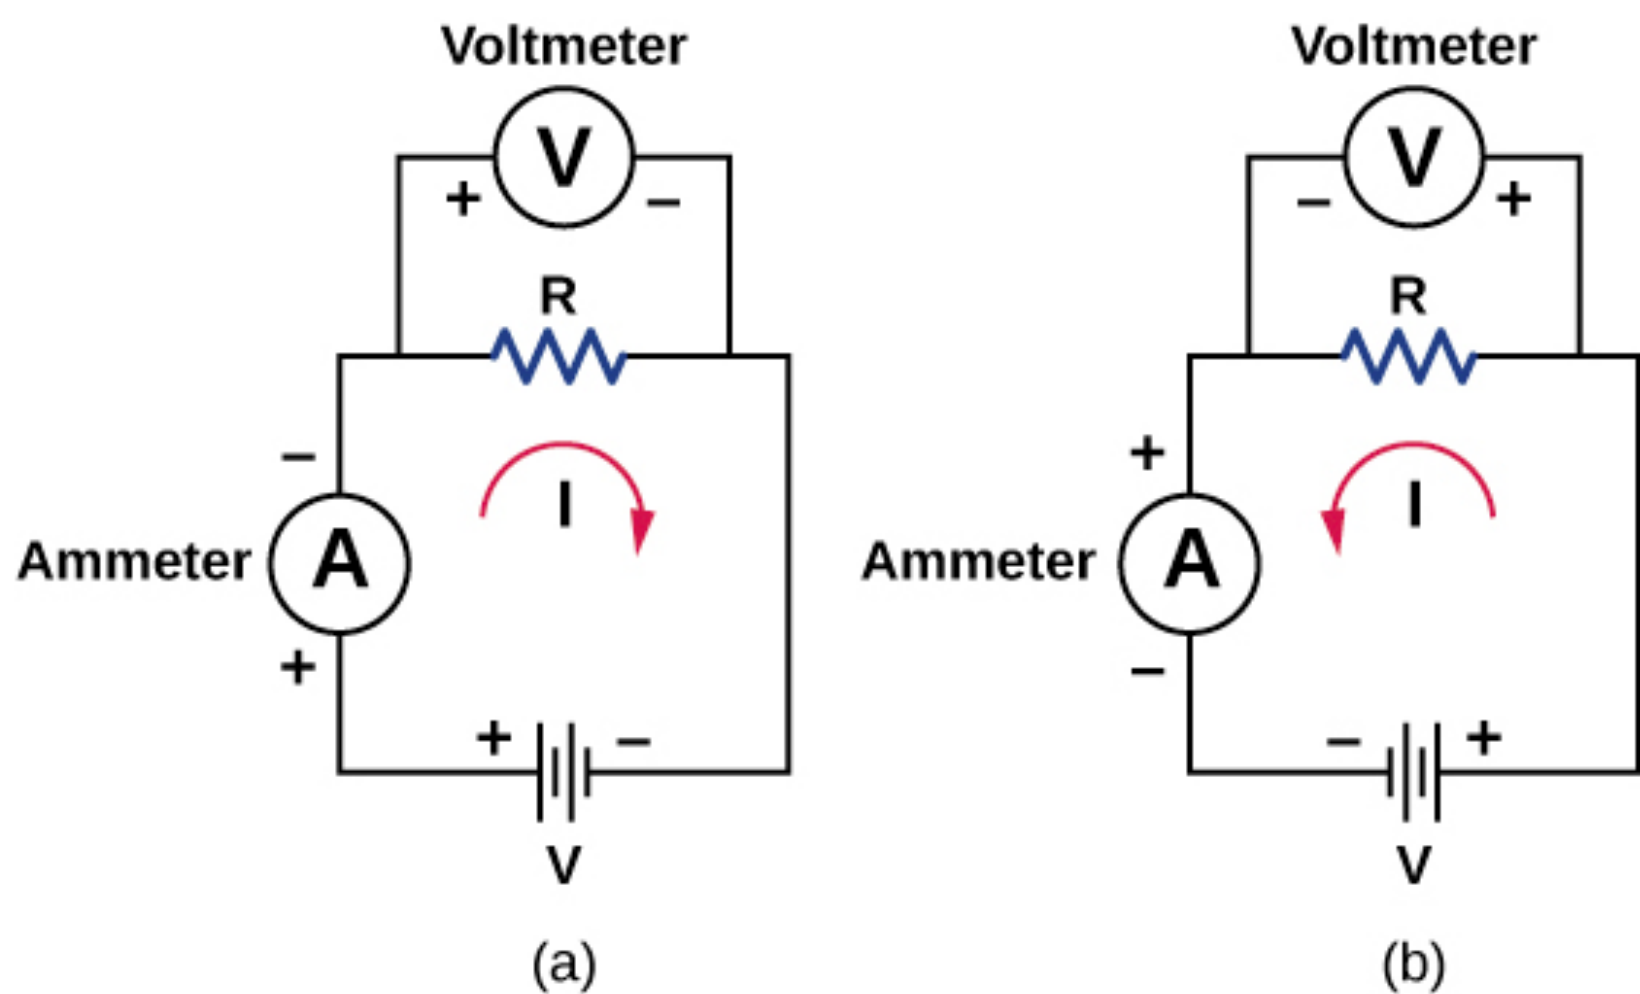 Voltmeter
V
+ −
R
−
I
Ammeter
A
+
+ −
V
(a)
Voltmeter
V
− +
R
+
I
Ammeter
A
−
− +
V
(b)